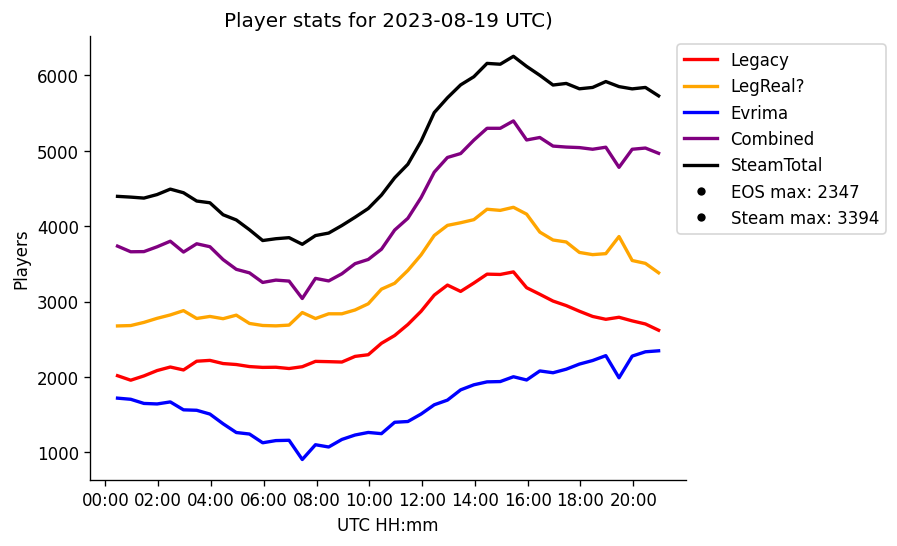 Player stats for 2023-08-19 UTC)
Players
6000
5000
4000
3000
2000
1000
00:00 02:00 04:00 06:00 08:00 10:00 12:00 14:00 16:00 18:00 20:00
UTC HH:mm
Legacy
LegReal?
Evrima
Combined
SteamTotal
EOS max: 2347
Steam max: 3394